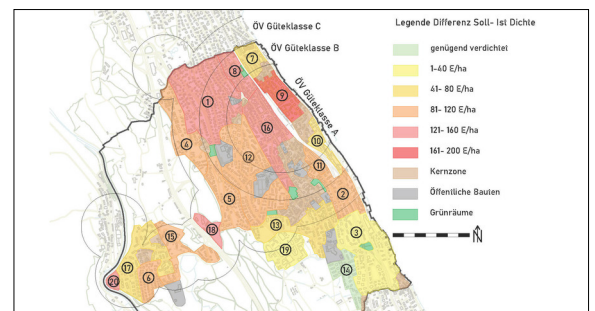 ÖV Güteklasse C
ÖV Güteklasse B
ÖV Güteklasse A
Legende Differenz Soll- Ist Dichte
genügend verdichtet
1-40 E/ha
41- 80 E/ha
81- 120 E/ha
121- 160 E/ha
161- 200 E/ha
Kernzone
Öffentliche Bauten
Grünräume
N
7
8
1
9
16
10
4
12
11
5
2
13
3
18
15
19
17
14
6
20